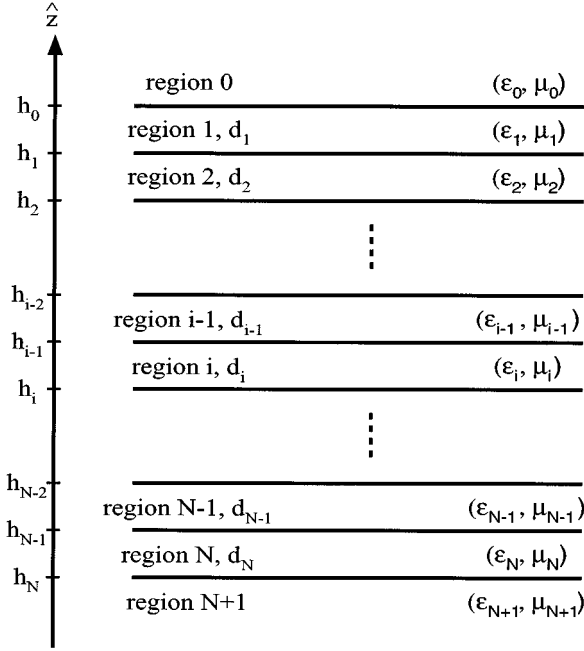 ẑ
region 0 (ε₀, μ₀)
h₀
region 1, d₁ (ε₁, μ₁)
h₁
region 2, d₂ (ε₂, μ₂)
h₂
h_{i-2}
region i-1, d_{i-1} (ε_{i-1}, μ_{i-1})
h_{i-1}
region i, d_i (ε_i, μ_i)
h_i
h_{N-2}
region N-1, d_{N-1} (ε_{N-1}, μ_{N-1})
h_{N-1}
region N, d_N (ε_N, μ_N)
h_N
region N+1 (ε_{N+1}, μ_{N+1})